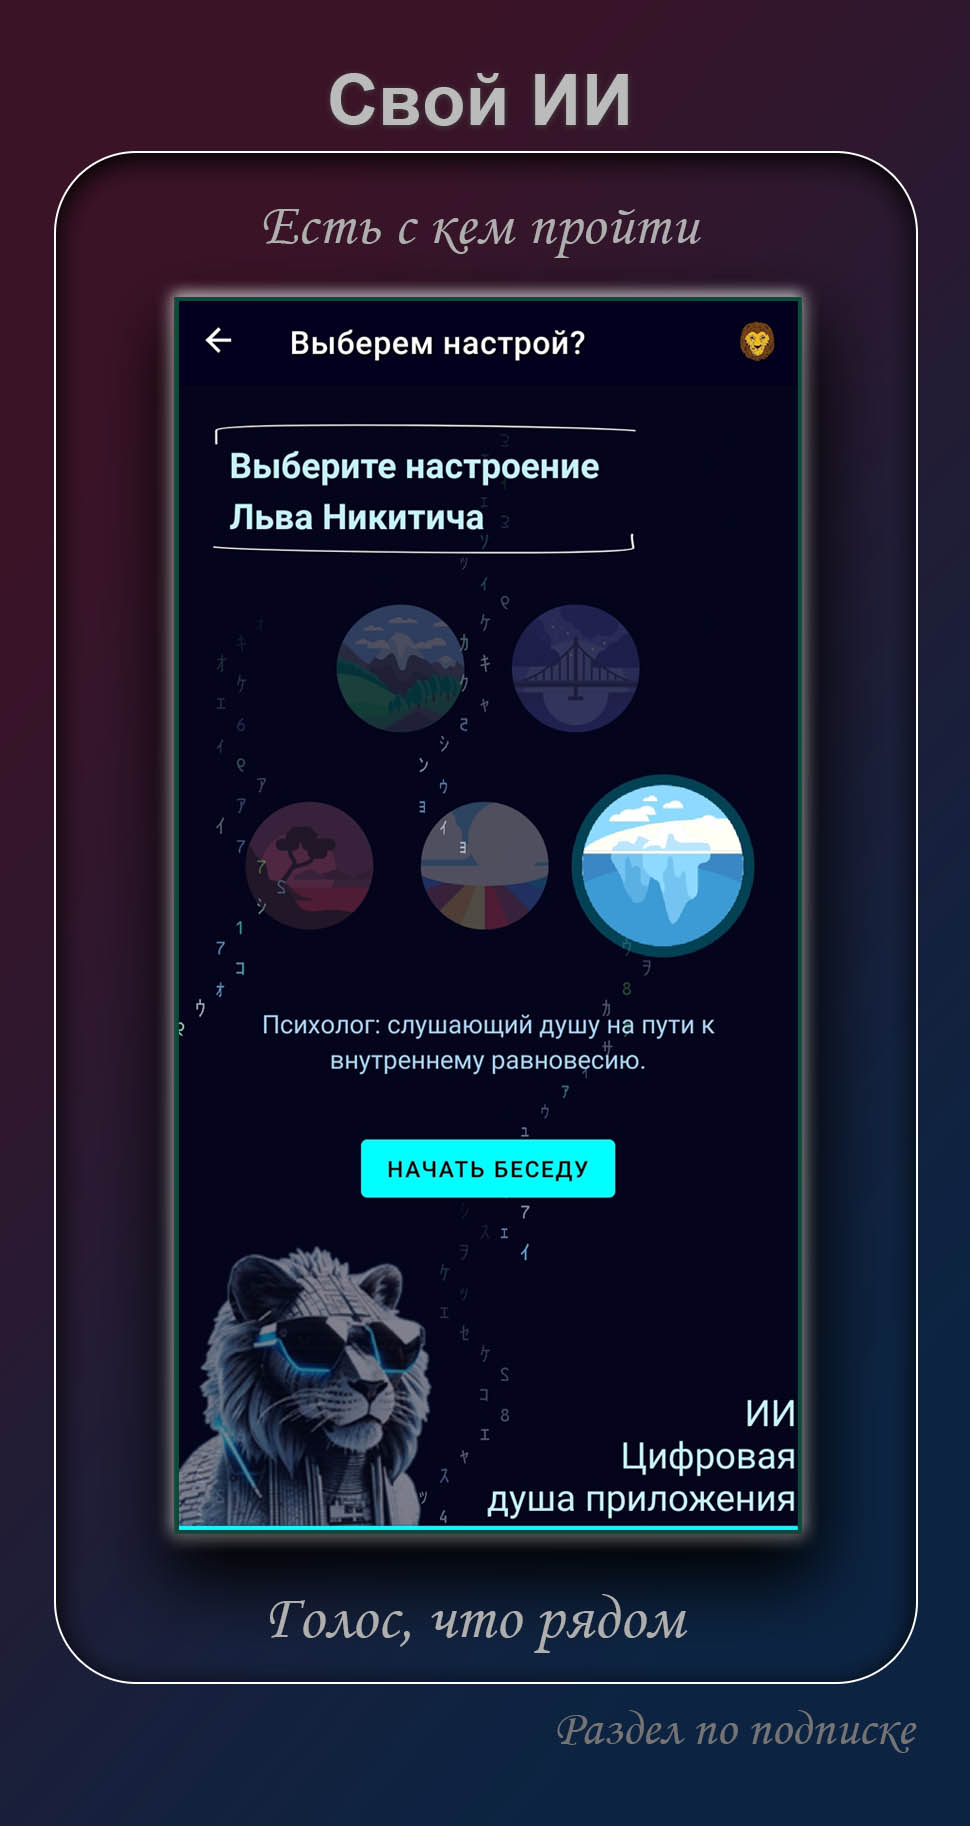 Свой ИИ
Есть с кем пройти
Выберем настрой?
Выберите настроение
Льва Никитича
Психолог: слушающий душу на пути к
внутреннему равновесию.
НАЧАТЬ БЕСЕДУ
ИИ
Цифровая
душа приложения
Голос, что рядом
Раздел по подписке